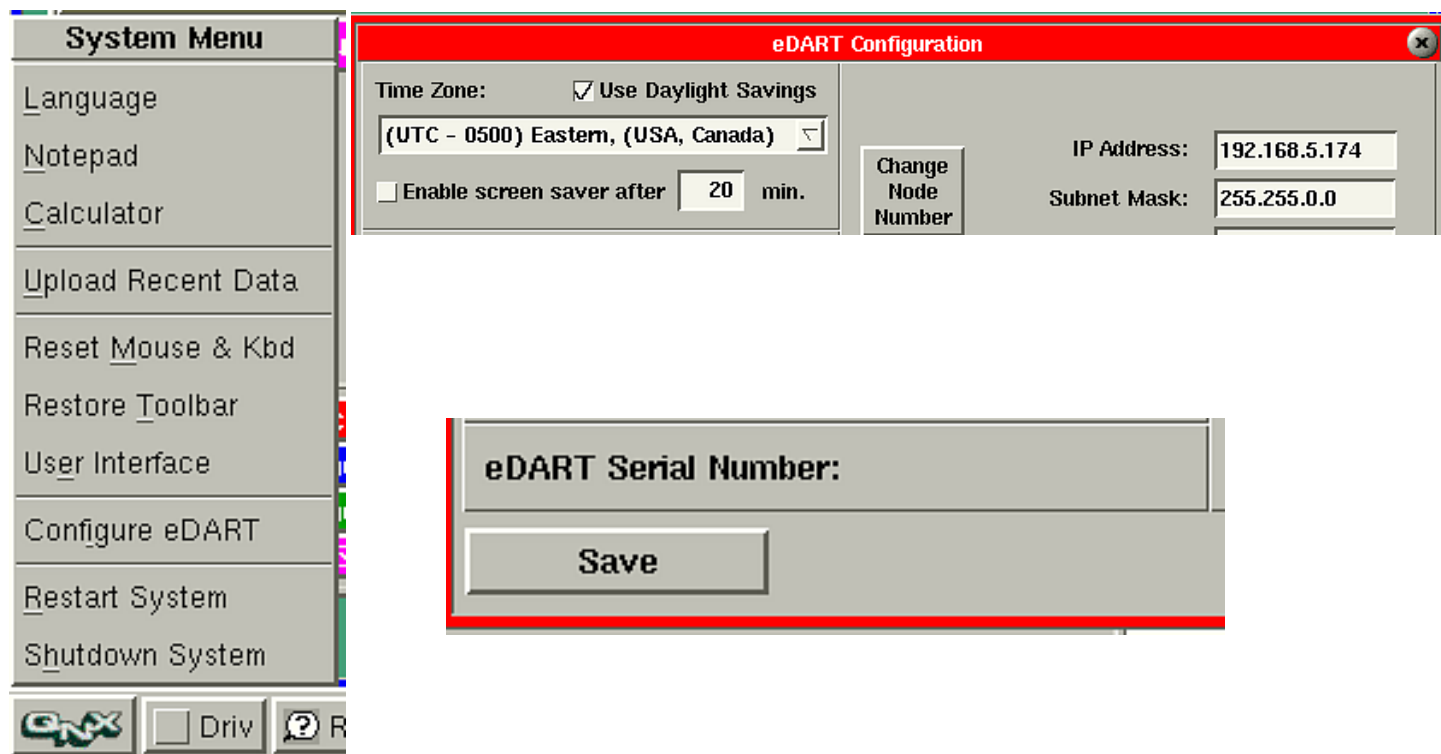 System Menu
Language
Notepad
Calculator
Upload Recent Data
Reset Mouse & Kbd
Restore Toolbar
User Interface
Configure eDART
Restart System
Shutdown System
QNX
Driv
R
eDART Configuration
Time Zone:
Use Daylight Savings
(UTC - 0500) Eastern, (USA, Canada)
Enable screen saver after 20 min.
Change
Node
Number
IP Address: 192.168.5.174
Subnet Mask: 255.255.0.0
eDART Serial Number:
Save